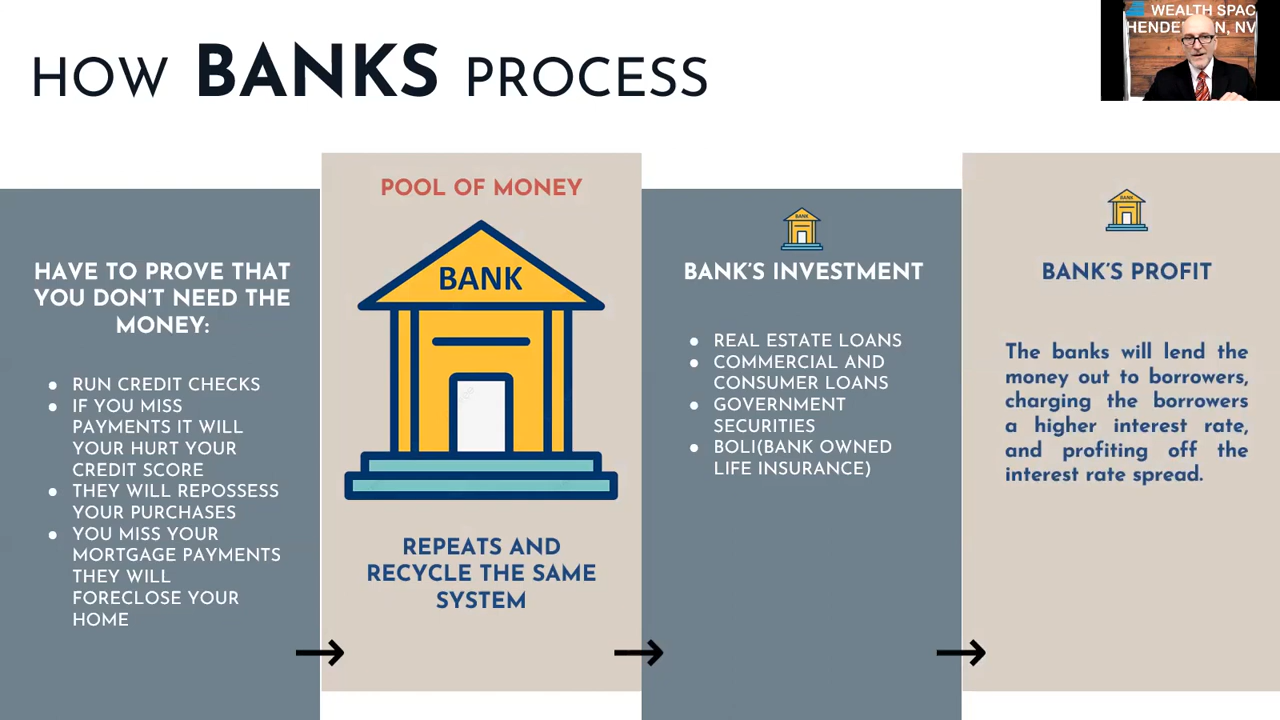 HOW BANKS PROCESS
WEALTH SPAC
HENDE N, NV
HAVE TO PROVE THAT
YOU DON'T NEED THE
MONEY:
● RUN CREDIT CHECKS
● IF YOU MISS
PAYMENTS IT WILL
YOUR HURT YOUR
CREDIT SCORE
● THEY WILL REPOSSESS
YOUR PURCHASES
● YOU MISS YOUR
MORTGAGE PAYMENTS
THEY WILL
FORECLOSE YOUR
HOME
POOL OF MONEY
BANK
REPEATS AND
RECYCLE THE SAME
SYSTEM
BANK
BANK'S INVESTMENT
● REAL ESTATE LOANS
● COMMERCIAL AND
CONSUMER LOANS
● GOVERNMENT
SECURITIES
● BOLI(BANK OWNED
LIFE INSURANCE)
BANK
BANK'S PROFIT
The banks will lend the
money out to borrowers,
charging the borrowers
a higher interest rate,
and profiting off the
interest rate spread.